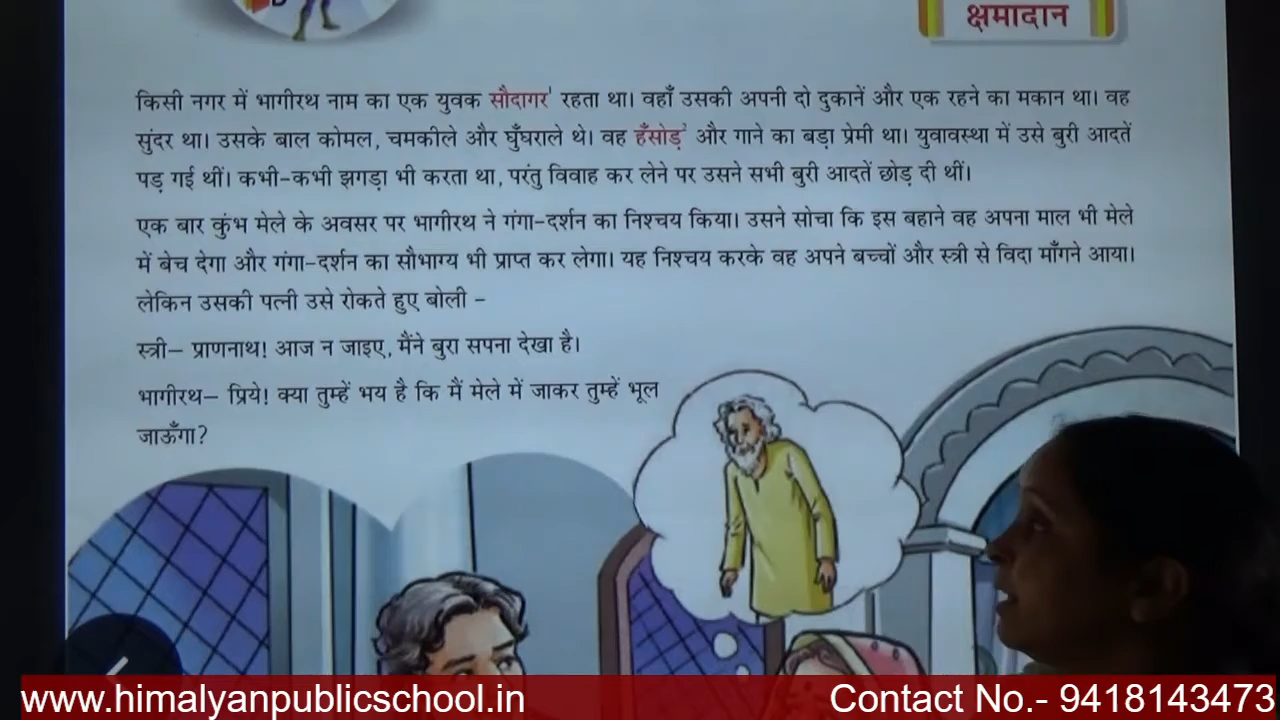 क्षमादान
किसी नगर में भागीरथ नाम का एक युवक सौदागर¹ रहता था। वहाँ उसकी अपनी दो दुकानें और एक रहने का मकान था। वह
सुंदर था। उसके बाल कोमल, चमकीले और घुँघराले थे। वह हँसोड़² और गाने का बड़ा प्रेमी था। युवावस्था में उसे बुरी आदतें
पड़ गई थीं। कभी-कभी झगड़ा भी करता था, परंतु विवाह कर लेने पर उसने सभी बुरी आदतें छोड़ दी थीं।
एक बार कुंभ मेले के अवसर पर भागीरथ ने गंगा-दर्शन का निश्चय किया। उसने सोचा कि इस बहाने वह अपना माल भी मेले
में बेच देगा और गंगा-दर्शन का सौभाग्य भी प्राप्त कर लेगा। यह निश्चय करके वह अपने बच्चों और स्त्री से विदा माँगने आया।
लेकिन उसकी पत्नी उसे रोकते हुए बोली -
स्त्री– प्राणनाथ! आज न जाइए, मैंने बुरा सपना देखा है।
भागीरथ– प्रिये! क्या तुम्हें भय है कि मैं मेले में जाकर तुम्हें भूल
जाऊँगा?
www.himalyanpublicschool.in Contact No.- 9418143473